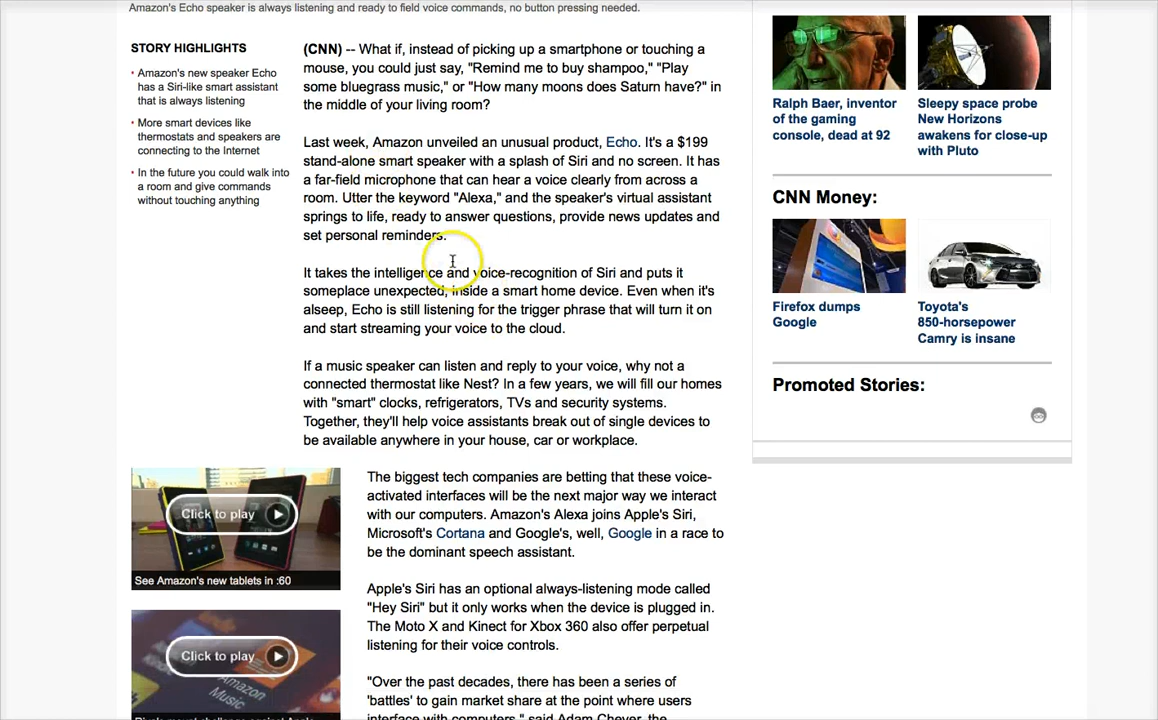 Amazon's Echo speaker is always listening and ready to field voice commands, no button pressing needed.
STORY HIGHLIGHTS
Amazon's new speaker Echo
has a Siri-like smart assistant
that is always listening
More smart devices like
thermostats and speakers are
connecting to the Internet
In the future you could walk into
a room and give commands
without touching anything
(CNN) -- What if, instead of picking up a smartphone or touching a
mouse, you could just say, "Remind me to buy shampoo," "Play
some bluegrass music," or "How many moons does Saturn have?" in
the middle of your living room?
Last week, Amazon unveiled an unusual product, Echo. It's a $199
stand-alone smart speaker with a splash of Siri and no screen. It has
a far-field microphone that can hear a voice clearly from across a
room. Utter the keyword "Alexa," and the speaker's virtual assistant
springs to life, ready to answer questions, provide news updates and
set personal reminders.
It takes the intelligence and voice-recognition of Siri and puts it
someplace unexpected, inside a smart home device. Even when it's
alseep, Echo is still listening for the trigger phrase that will turn it on
and start streaming your voice to the cloud.
If a music speaker can listen and reply to your voice, why not a
connected thermostat like Nest? In a few years, we will fill our homes
with "smart" clocks, refrigerators, TVs and security systems.
Together, they'll help voice assistants break out of single devices to
be available anywhere in your house, car or workplace.
Click to play
See Amazon's new tablets in :60
Click to play
Amazon
Music
The biggest tech companies are betting that these voice-
activated interfaces will be the next major way we interact
with our computers. Amazon's Alexa joins Apple's Siri,
Microsoft's Cortana and Google's, well, Google in a race to
be the dominant speech assistant.
Apple's Siri has an optional always-listening mode called
"Hey Siri" but it only works when the device is plugged in.
The Moto X and Kinect for Xbox 360 also offer perpetual
listening for their voice controls.
"Over the past decades, there has been a series of
'battles' to gain market share at the point where users
interface with computers," said Adam Cheyer, the
Ralph Baer, inventor
of the gaming
console, dead at 92
Sleepy space probe
New Horizons
awakens for close-up
with Pluto
CNN Money:
Firefox dumps
Google
Toyota's
850-horsepower
Camry is insane
Promoted Stories: